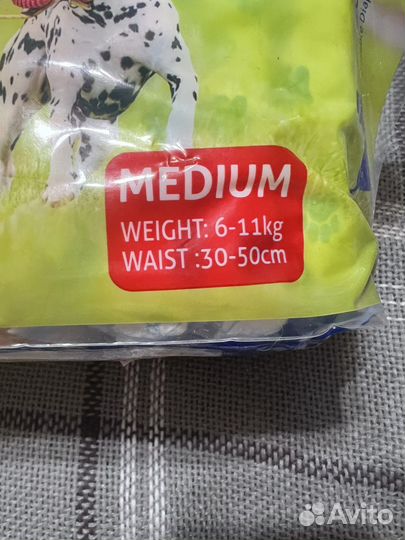 MEDIUM
WEIGHT: 6-11kg
WAIST :30-50cm
Avito